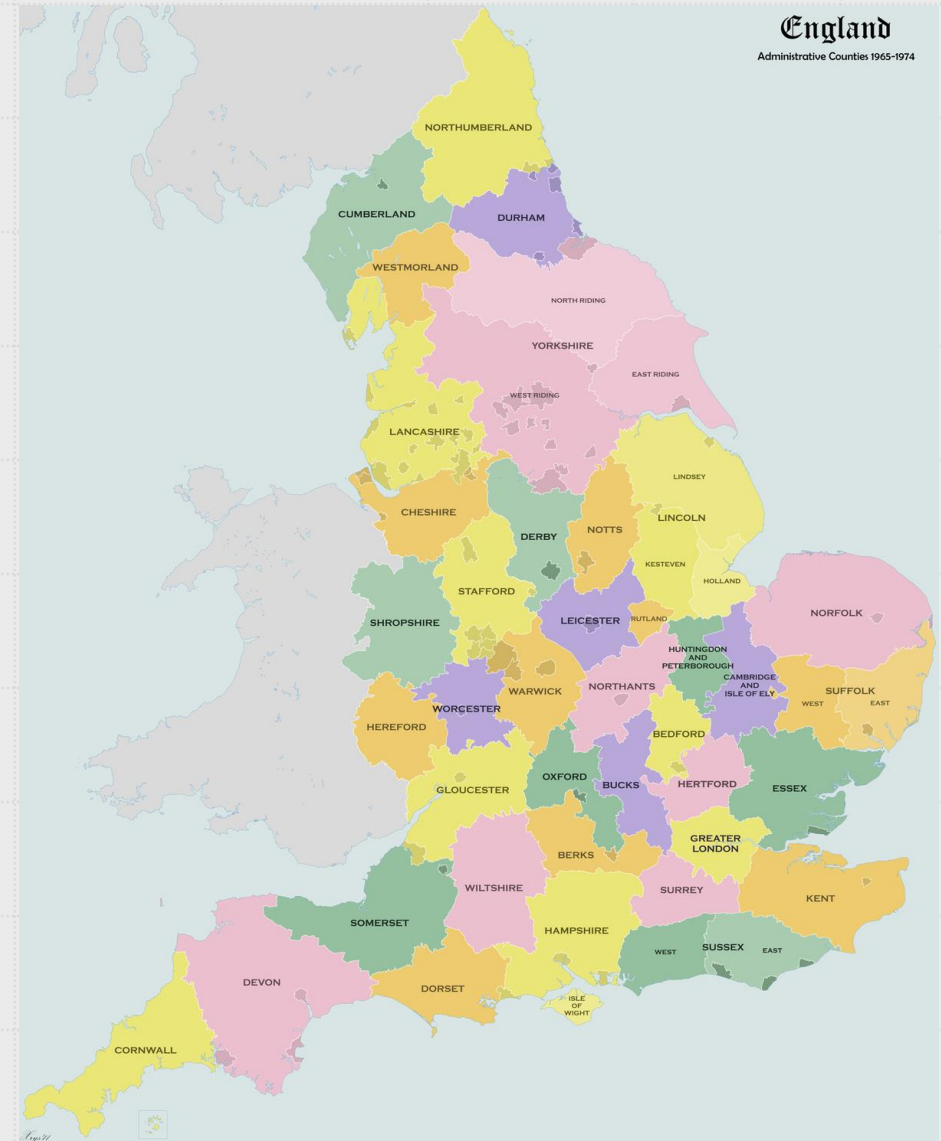 England
Administrative Counties 1965-1974
NORTHUMBERLAND
CUMBERLAND
DURHAM
WESTMORLAND
NORTH RIDING
YORKSHIRE
EAST RIDING
WEST RIDING
LANCASHIRE
LINDSEY
CHESHIRE
LINCOLN
NOTTS
DERBY
KESTEVEN
HOLLAND
STAFFORD
NORFOLK
SHROPSHIRE
LEICESTER
RUTLAND
HUNTINGDON
AND
PETERBOROUGH
CAMBRIDGE
AND
ISLE OF ELY
NORTHANTS
WARWICK
SUFFOLK
WEST
EAST
WORCESTER
HEREFORD
BEDFORD
OXFORD
BUCKS
HERTFORD
ESSEX
GLOUCESTER
GREATER
LONDON
BERKS
WILTSHIRE
SURREY
KENT
SOMERSET
HAMPSHIRE
WEST
SUSSEX
EAST
DEVON
DORSET
ISLE
OF
WIGHT
CORNWALL